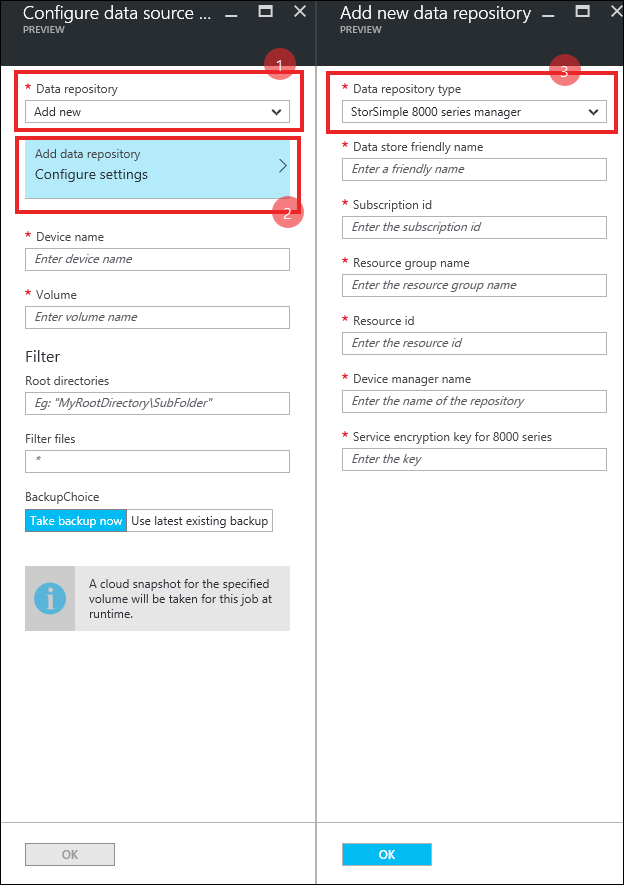 Configure data source ...
PREVIEW
1
* Data repository
Add new
Add data repository
Configure settings
2
* Device name
Enter device name
* Volume
Enter volume name
Filter
Root directories
Eg: "MyRootDirectory\SubFolder"
Filter files
*
BackupChoice
Take backup now
Use latest existing backup
A cloud snapshot for the specified
volume will be taken for this job at
runtime.
OK
Add new data repository
PREVIEW
3
* Data repository type
StorSimple 8000 series manager
* Data store friendly name
Enter a friendly name
* Subscription id
Enter the subscription id
* Resource group name
Enter the resource group name
* Resource id
Enter the resource id
* Device manager name
Enter the name of the repository
* Service encryption key for 8000 series
Enter the key
OK